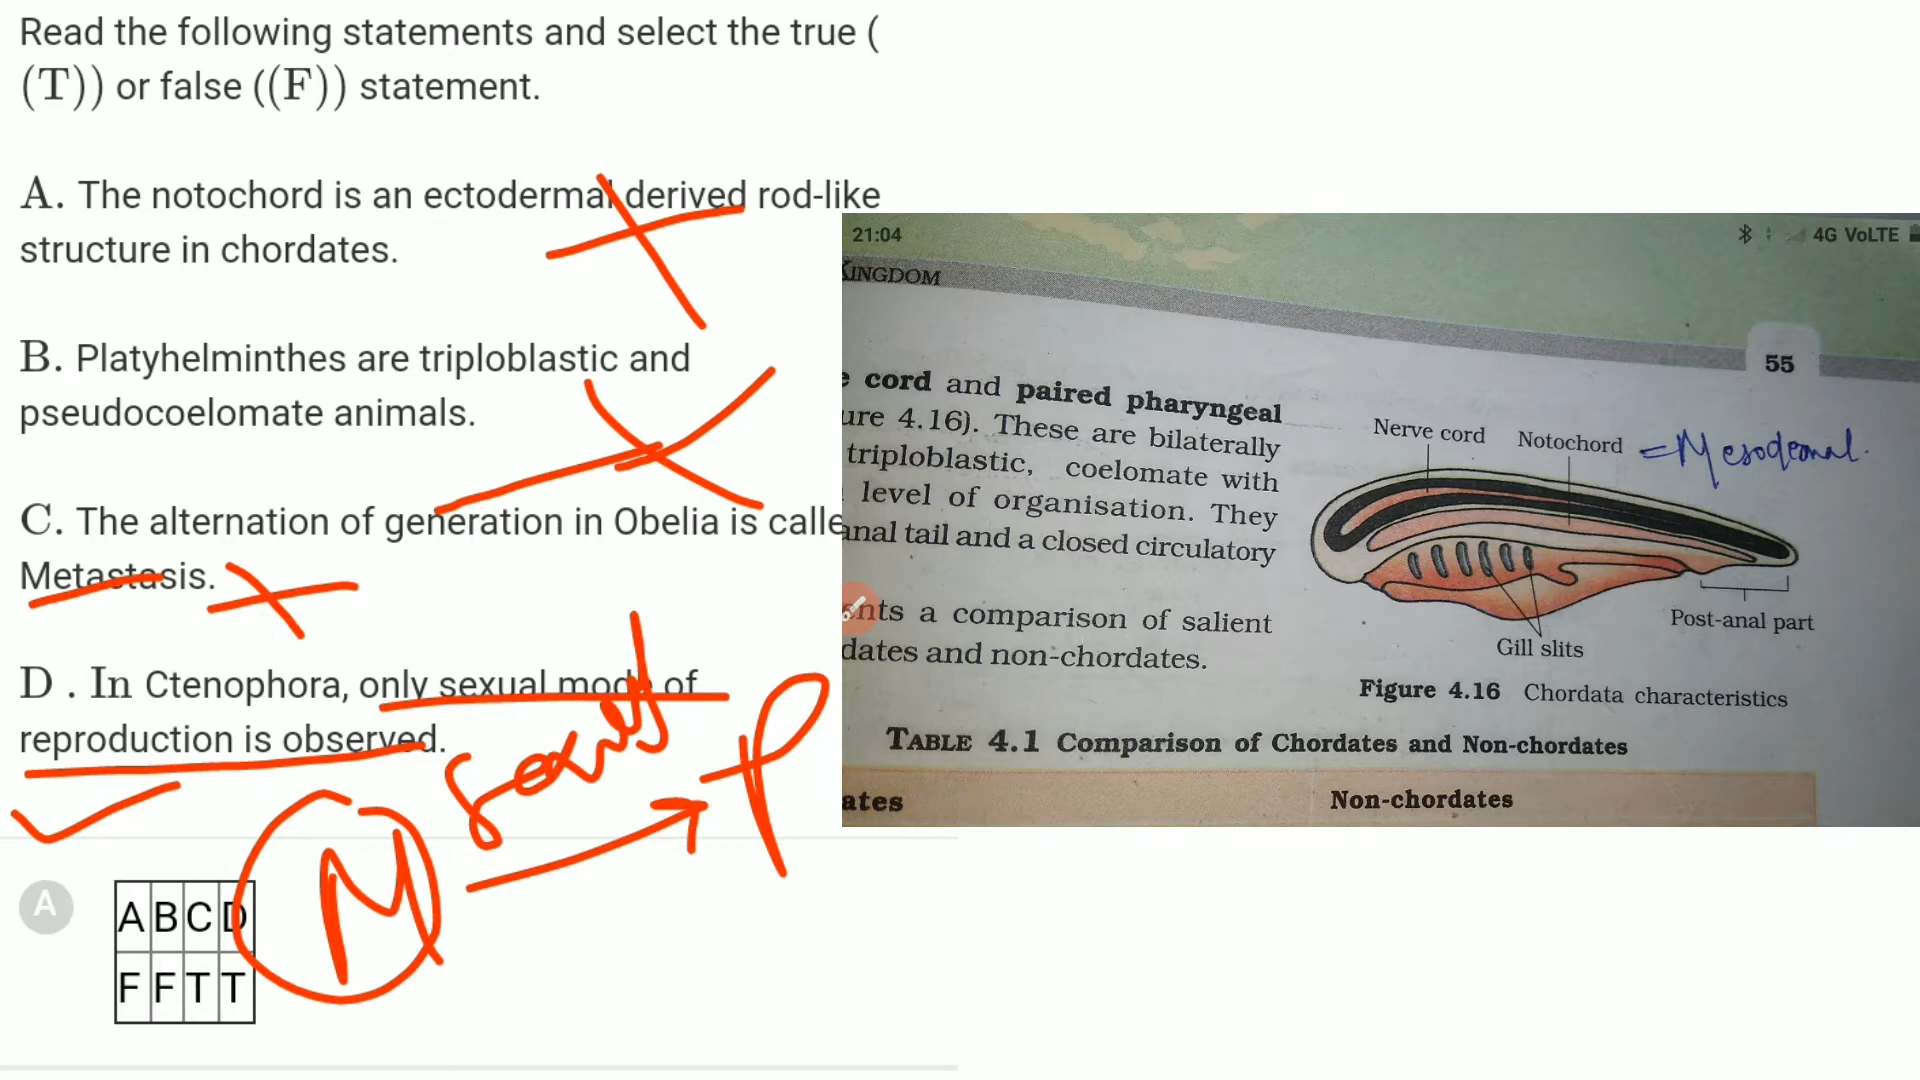 Read the following statements and select the true (
(T)) or false ((F)) statement.
A. The notochord is an ectodermal derived rod-like
structure in chordates.
B. Platyhelminthes are triploblastic and
pseudocoelomate animals.
C. The alternation of generation in Obelia is calle
Metastasis.
D . In Ctenophora, only sexual mode of
reproduction is observed.
sexual
P
M
A
A B C D
F F T T
21:04
4G VoLTE
KINGDOM
55
e cord and paired pharyngeal
ure 4.16). These are bilaterally
triploblastic, coelomate with
level of organisation. They
anal tail and a closed circulatory
ents a comparison of salient
dates and non-chordates.
Nerve cord
Notochord
=Mesodermal.
Post-anal part
Gill slits
Figure 4.16 Chordata characteristics
TABLE 4.1 Comparison of Chordates and Non-chordates
ates
Non-chordates